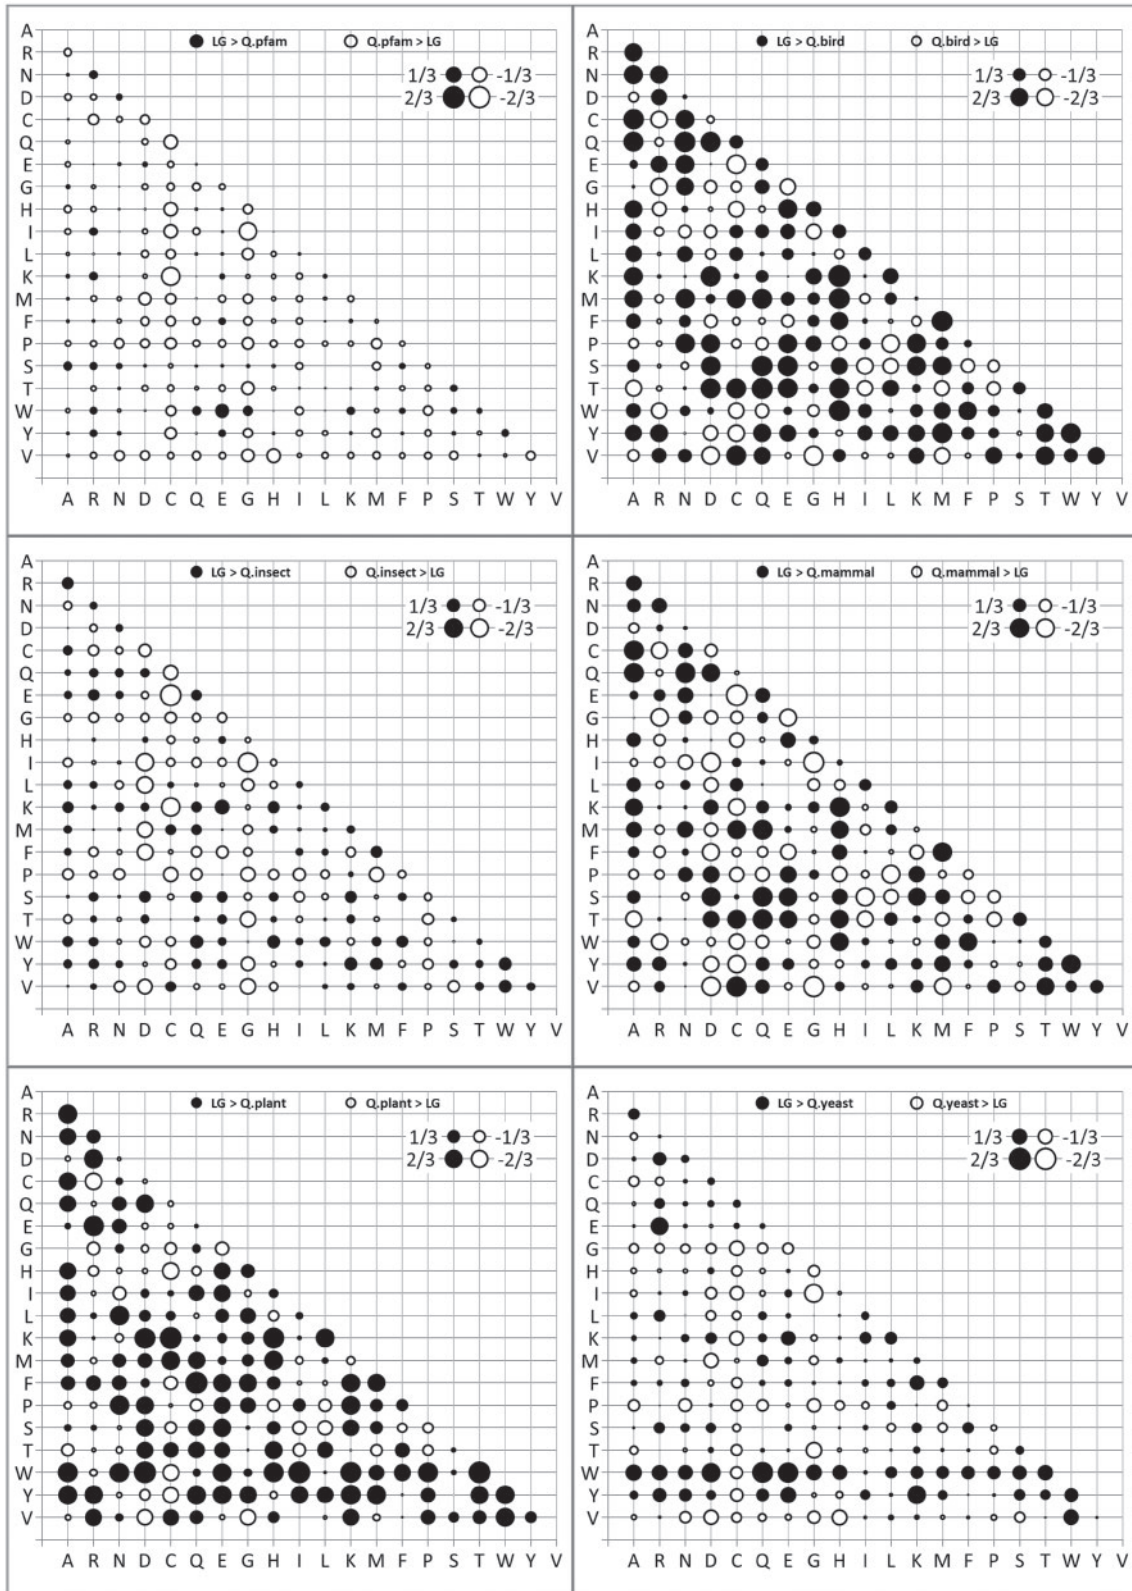 A
LG > Q.pfam Q.pfam > LG
R
N
1/3 -1/3
D
2/3 -2/3
C
Q
E
G
H
I
L
K
M
F
P
S
T
W
Y
V
A R N D C Q E G H I L K M F P S T W Y V
A
LG > Q.bird Q.bird > LG
R
N
1/3 -1/3
D
2/3 -2/3
C
Q
E
G
H
I
L
K
M
F
P
S
T
W
Y
V
A R N D C Q E G H I L K M F P S T W Y V
A
LG > Q.insect Q.insect > LG
R
N
1/3 -1/3
D
2/3 -2/3
C
Q
E
G
H
I
L
K
M
F
P
S
T
W
Y
V
A R N D C Q E G H I L K M F P S T W Y V
A
LG > Q.mammal Q.mammal > LG
R
N
1/3 -1/3
D
2/3 -2/3
C
Q
E
G
H
I
L
K
M
F
P
S
T
W
Y
V
A R N D C Q E G H I L K M F P S T W Y V
A
LG > Q.plant Q.plant > LG
R
N
1/3 -1/3
D
2/3 -2/3
C
Q
E
G
H
I
L
K
M
F
P
S
T
W
Y
V
A R N D C Q E G H I L K M F P S T W Y V
A
LG > Q.yeast Q.yeast > LG
R
N
1/3 -1/3
D
2/3 -2/3
C
Q
E
G
H
I
L
K
M
F
P
S
T
W
Y
V
A R N D C Q E G H I L K M F P S T W Y V